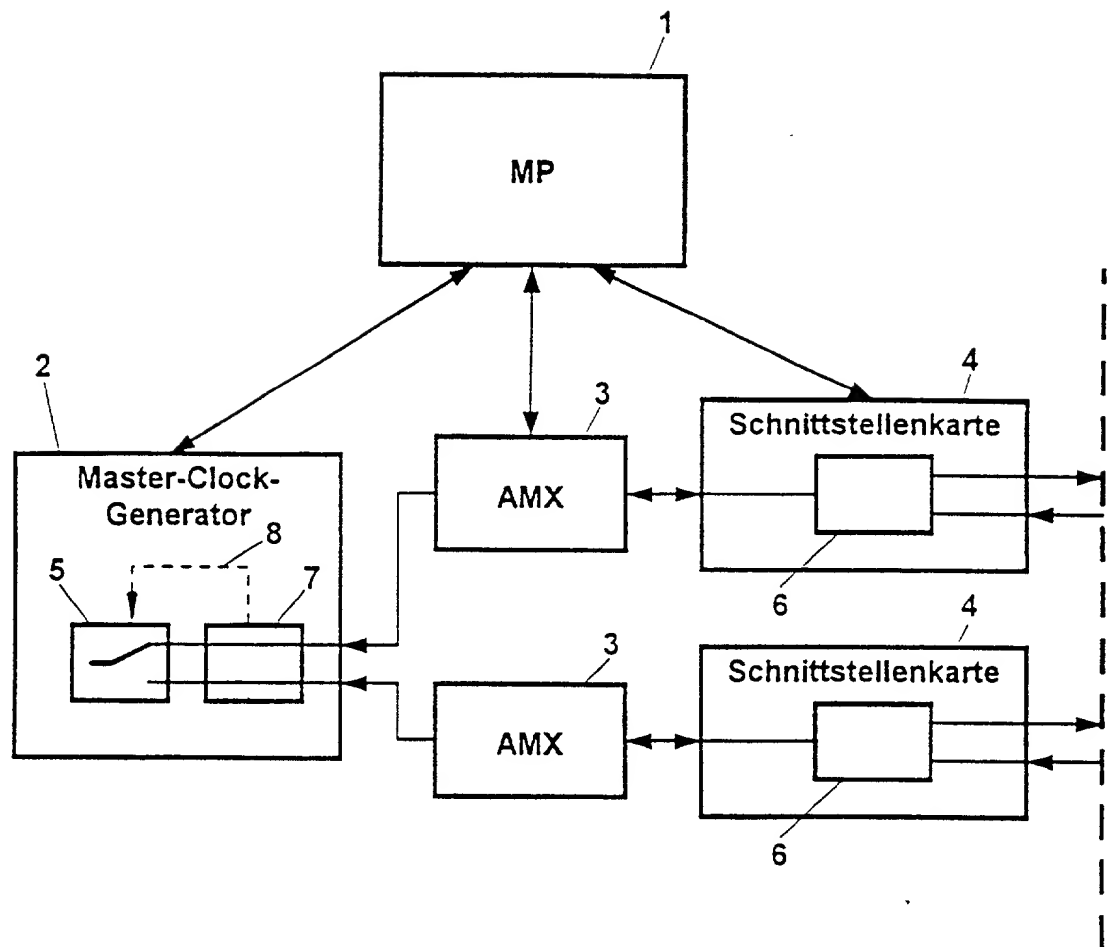 1
MP
2
3
4
Schnittstellenkarte
Master-Clock-
Generator
AMX
8
5
7
6
3
4
Schnittstellenkarte
AMX
6